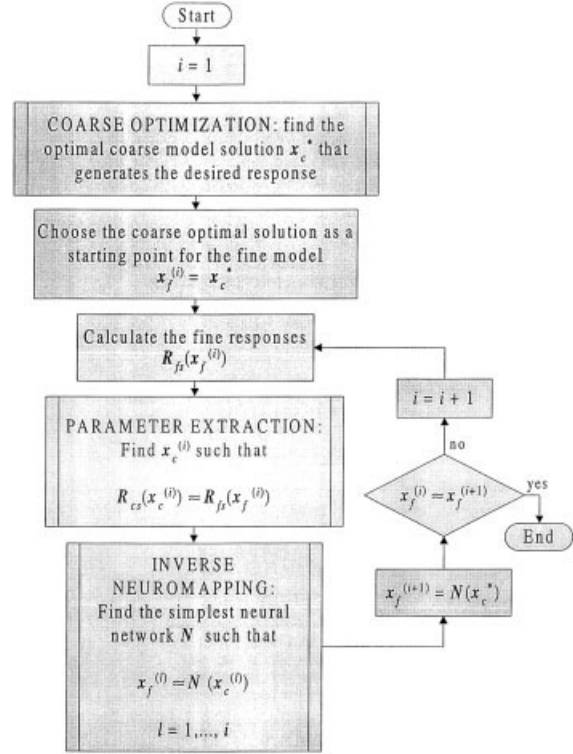 Start
i = 1
COARSE OPTIMIZATION: find the
optimal coarse model solution x_c^* that
generates the desired response
Choose the coarse optimal solution as a
starting point for the fine model
x_f^(i) = x_c^*
Calculate the fine responses
R_fs(x_f^(i))
PARAMETER EXTRACTION:
Find x_c^(i) such that
R_cs(x_c^(i)) = R_fs(x_f^(i))
INVERSE
NEUROMAPPING:
Find the simplest neural
network N such that
x_f^(l) = N (x_c^(l))
l = 1,..., i
x_f^(i+1) = N(x_c^*)
x_f^(i) = x_f^(i+1)
no
yes
i = i + 1
End